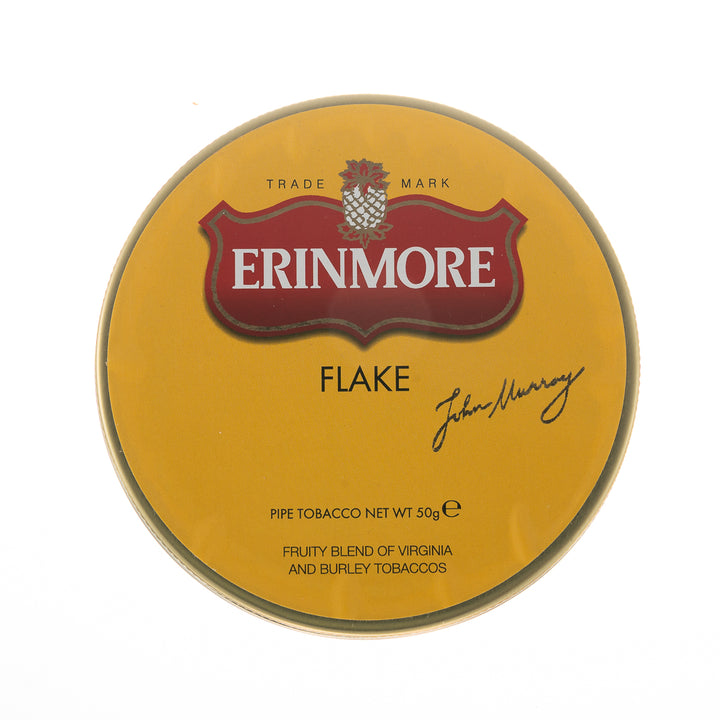 TRADE MARK
ERINMORE
FLAKE
John Murray
PIPE TOBACCO NET WT 50g℮
FRUITY BLEND OF VIRGINIA
AND BURLEY TOBACCOS